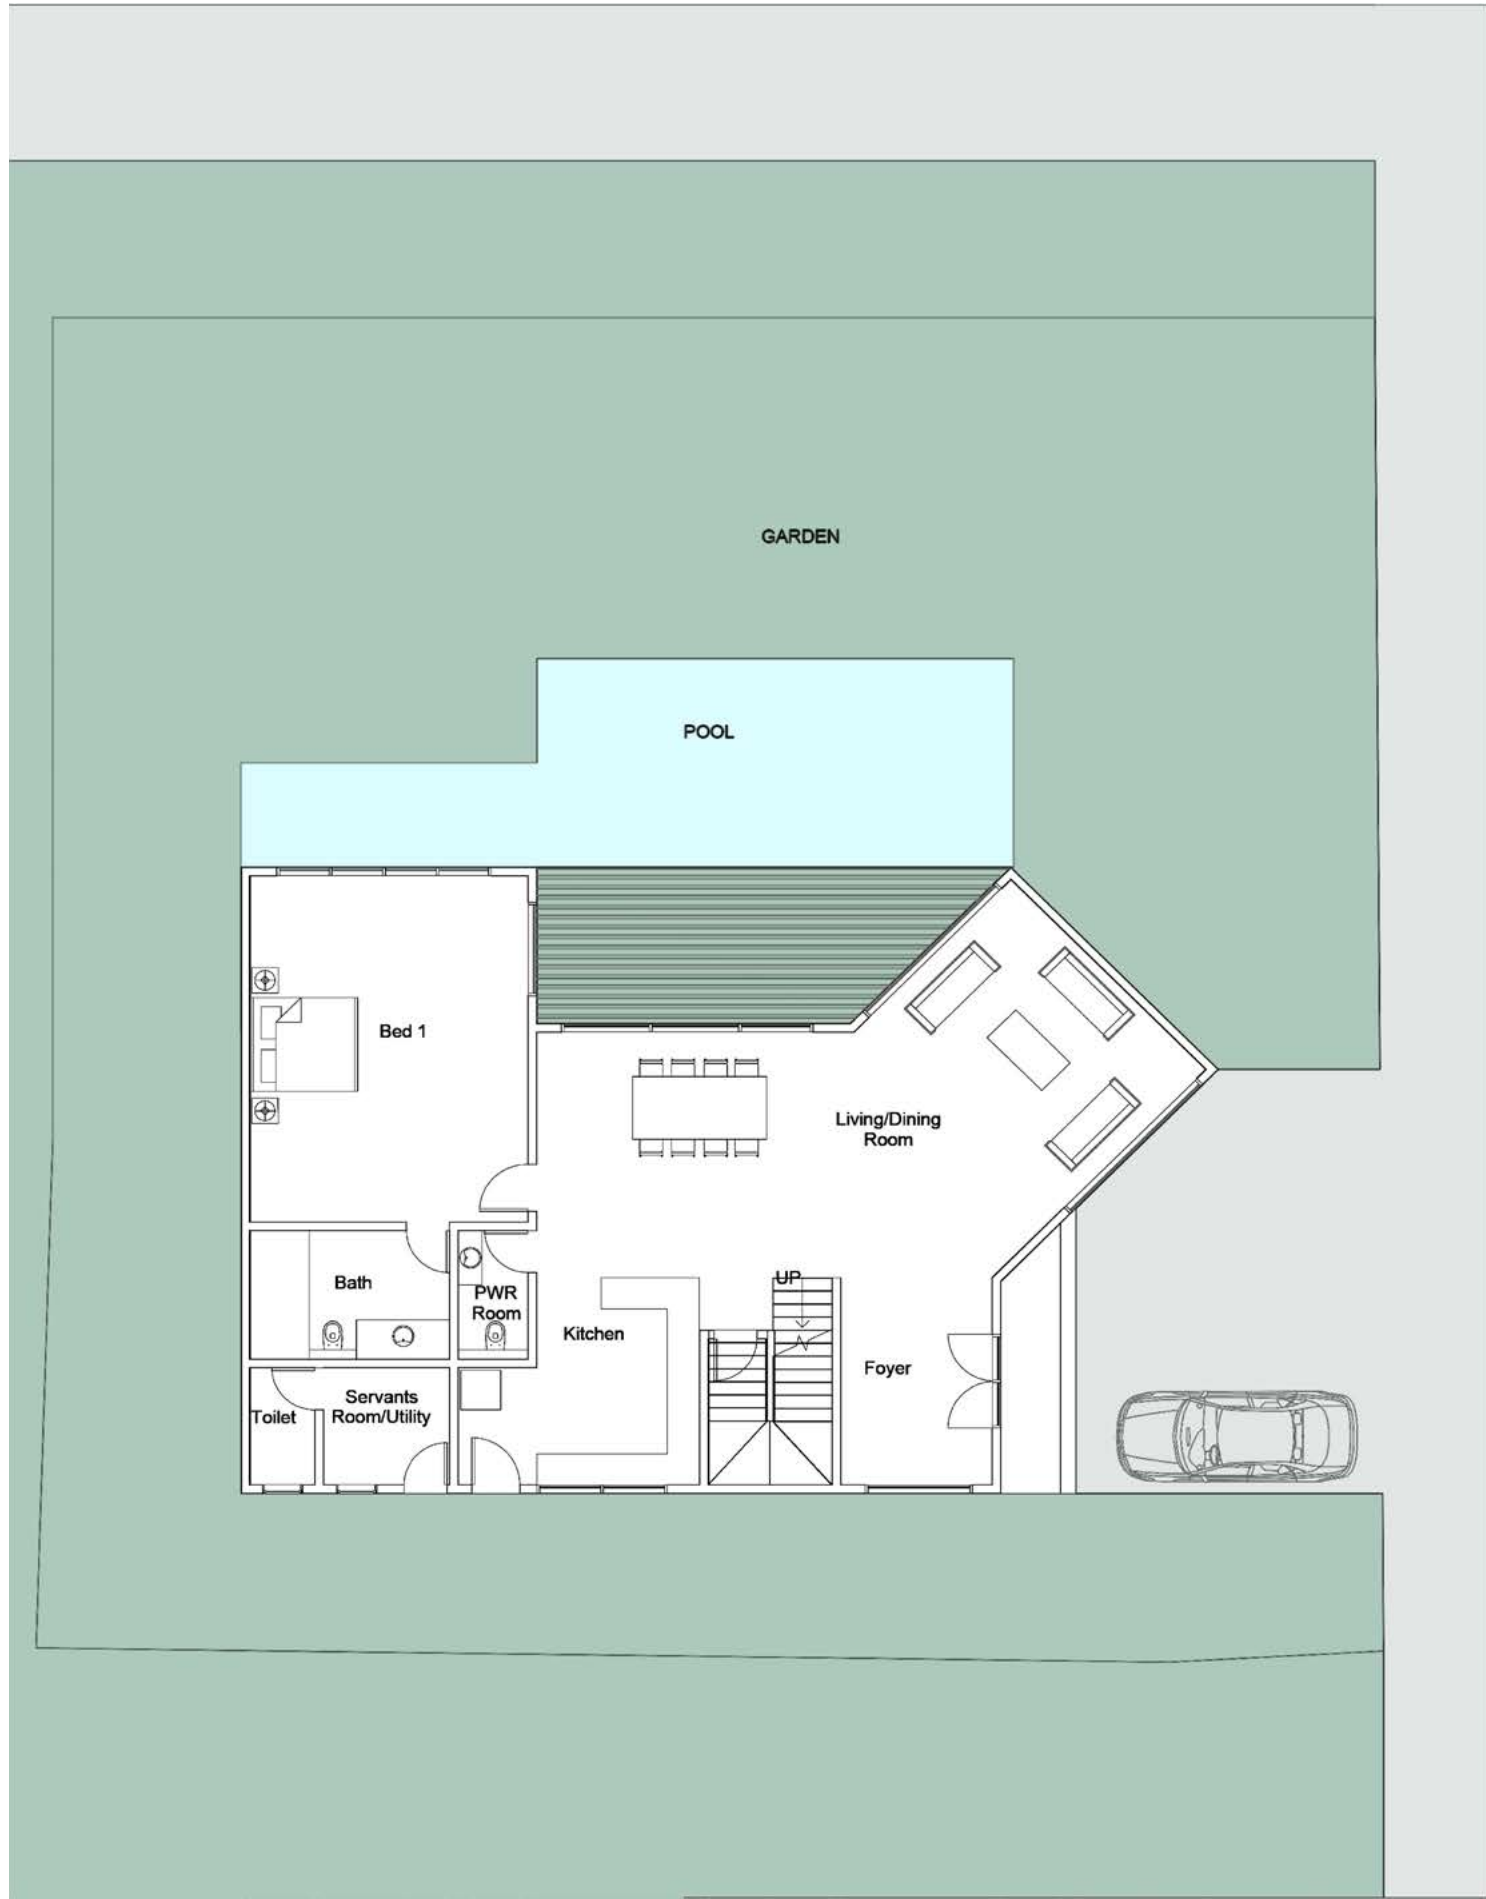 GARDEN
POOL
Bed 1
Living/Dining
Room
UP
Bath
PWR
Room
Kitchen
Foyer
Servants
Room/Utility
Toilet